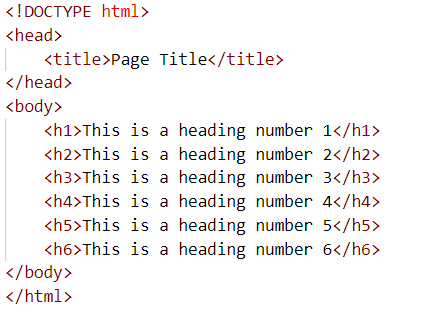 <!DOCTYPE html>
<head>
<title>Page Title</title>
</head>
<body>
<h1>This is a heading number 1</h1>
<h2>This is a heading number 2</h2>
<h3>This is a heading number 3</h3>
<h4>This is a heading number 4</h4>
<h5>This is a heading number 5</h5>
<h6>This is a heading number 6</h6>
</body>
</html>